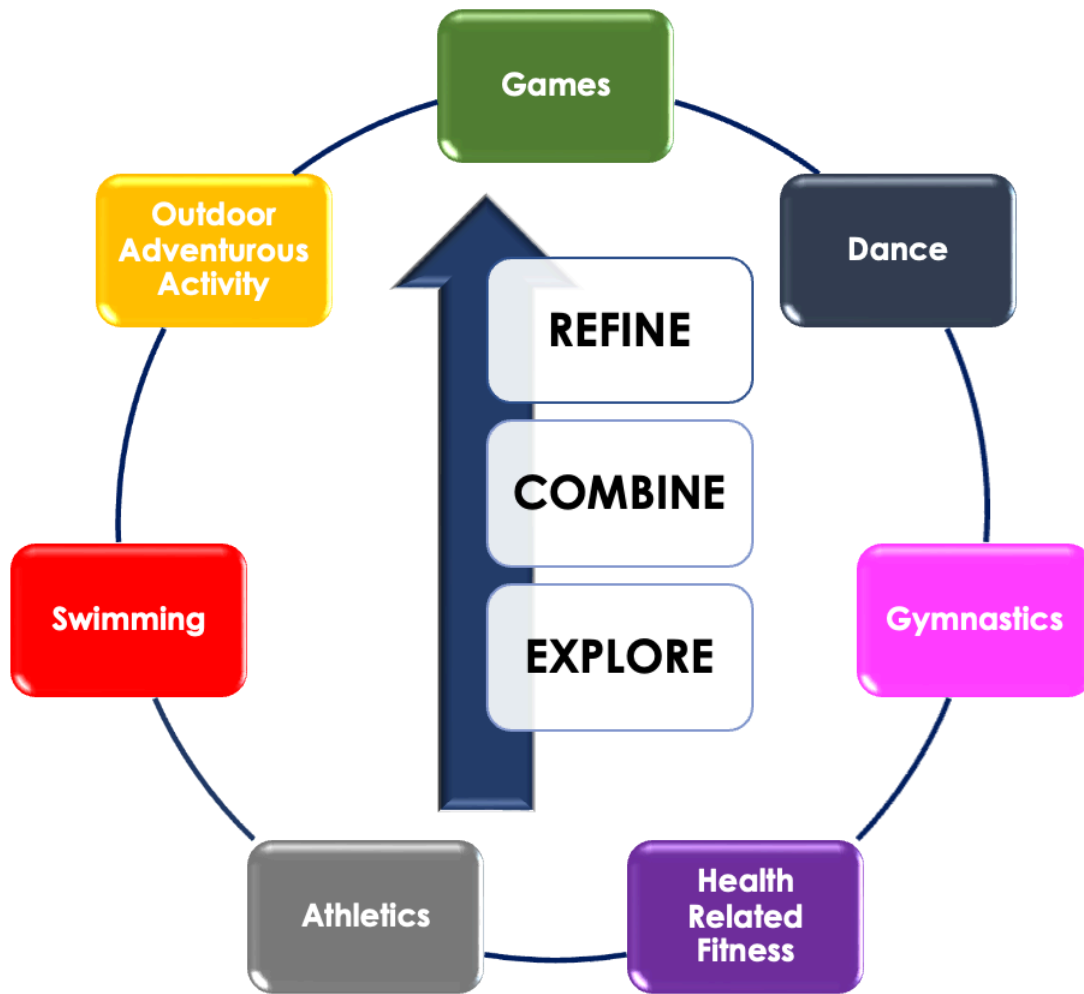 Games
Outdoor
Adventurous
Activity
Dance
REFINE
COMBINE
Swimming
Gymnastics
EXPLORE
Athletics
Health
Related
Fitness